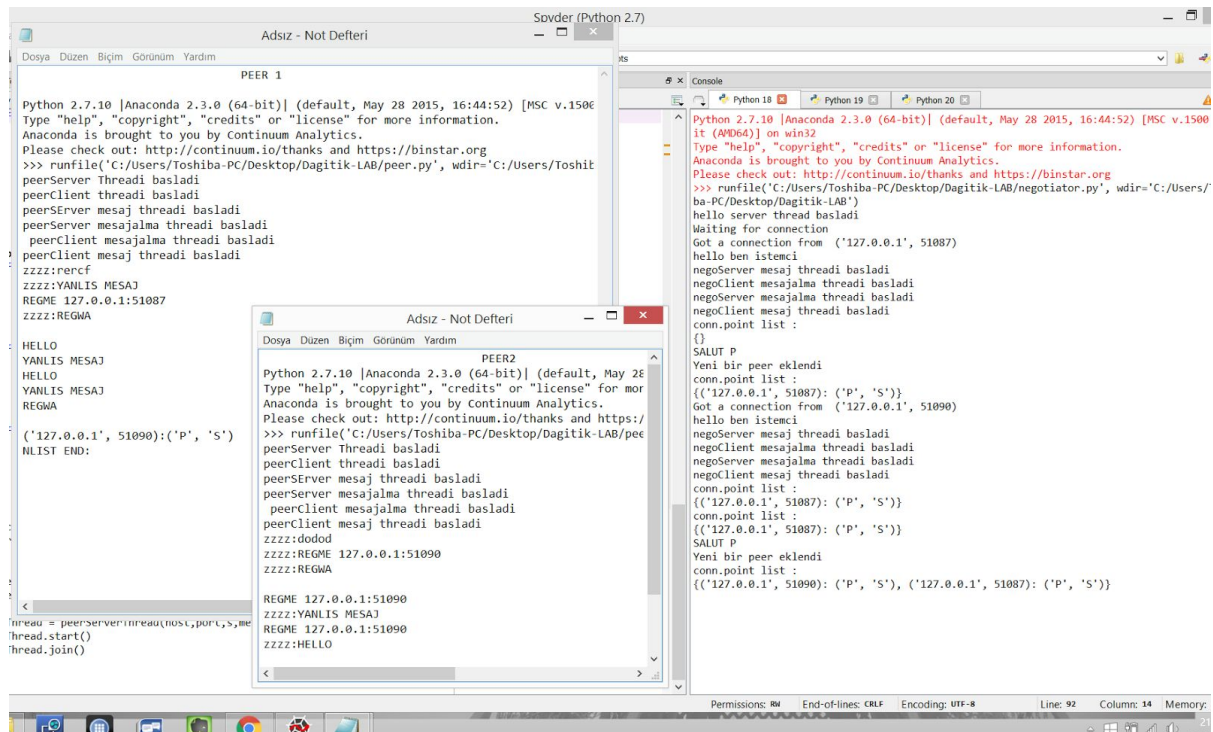 Spyder (Python 2.7)
Adsız - Not Defteri
Dosya Düzen Biçim Görünüm Yardım
PEER 1
Python 2.7.10 |Anaconda 2.3.0 (64-bit)| (default, May 28 2015, 16:44:52) [MSC v.1500
Type "help", "copyright", "credits" or "license" for more information.
Anaconda is brought to you by Continuum Analytics.
Please check out: http://continuum.io/thanks and https://binstar.org
>>> runfile('C:/Users/Toshiba-PC/Desktop/Dagitik-LAB/peer.py', wdir='C:/Users/Toshib
peerServer Threadi basladi
peerClient threadi basladi
peerSErver mesaj threadi basladi
peerServer mesajalma threadi basladi
peerClient mesajalma threadi basladi
peerClient mesaj threadi basladi
zzzz:rercf
zzzz:YANLIS MESAJ
REGME 127.0.0.1:51087
zzzz:REGWA
HELLO
YANLIS MESAJ
HELLO
YANLIS MESAJ
REGWA
('127.0.0.1', 51090):('P', 'S')
NLIST END:
Adsız - Not Defteri
Dosya Düzen Biçim Görünüm Yardım
PEER2
Python 2.7.10 |Anaconda 2.3.0 (64-bit)| (default, May 28
Type "help", "copyright", "credits" or "license" for mor
Anaconda is brought to you by Continuum Analytics.
Please check out: http://continuum.io/thanks and https:/
>>> runfile('C:/Users/Toshiba-PC/Desktop/Dagitik-LAB/pee
peerServer Threadi basladi
peerClient threadi basladi
peerSErver mesaj threadi basladi
peerServer mesajalma threadi basladi
peerClient mesajalma threadi basladi
peerClient mesaj threadi basladi
zzzz:dodod
zzzz:REGME 127.0.0.1:51090
zzzz:REGWA
REGME 127.0.0.1:51090
zzzz:YANLIS MESAJ
REGME 127.0.0.1:51090
zzzz:HELLO
hread = peerServerThread(host,port,s,me
hread.start()
hread.join()
Console
Python 18 Python 19 Python 20
Python 2.7.10 |Anaconda 2.3.0 (64-bit)| (default, May 28 2015, 16:44:52) [MSC v.1500
it (AMD64)] on win32
Type "help", "copyright", "credits" or "license" for more information.
Anaconda is brought to you by Continuum Analytics.
Please check out: http://continuum.io/thanks and https://binstar.org
>>> runfile('C:/Users/Toshiba-PC/Desktop/Dagitik-LAB/negotiator.py', wdir='C:/Users/
ba-PC/Desktop/Dagitik-LAB')
hello server thread basladi
Waiting for connection
Got a connection from ('127.0.0.1', 51087)
hello ben istemci
negoServer mesaj threadi basladi
negoClient mesajalma threadi basladi
negoServer mesajalma threadi basladi
negoClient mesaj threadi basladi
conn.point list :
{}
SALUT P
Yeni bir peer eklendi
conn.point list :
{('127.0.0.1', 51087): ('P', 'S')}
Got a connection from ('127.0.0.1', 51090)
hello ben istemci
negoServer mesaj threadi basladi
negoClient mesajalma threadi basladi
negoServer mesajalma threadi basladi
negoClient mesaj threadi basladi
conn.point list :
{('127.0.0.1', 51087): ('P', 'S')}
conn.point list :
{('127.0.0.1', 51087): ('P', 'S')}
SALUT P
Yeni bir peer eklendi
conn.point list :
{('127.0.0.1', 51090): ('P', 'S'), ('127.0.0.1', 51087): ('P', 'S')}
Permissions: RW End-of-lines: CRLF Encoding: UTF-8 Line: 92 Column: 14 Memory: